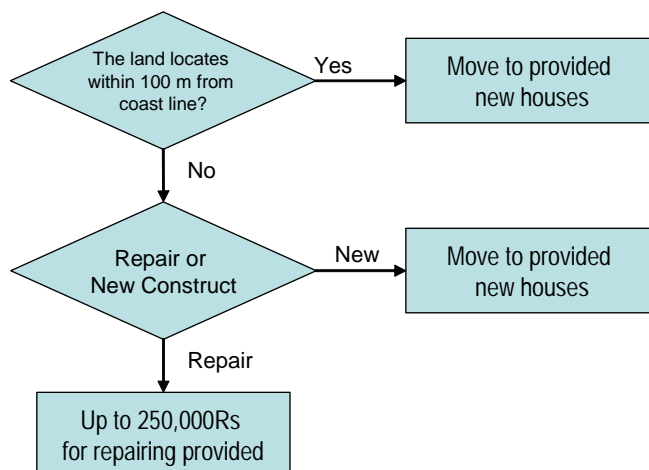 The land locates
within 100 m from
coast line?
Yes
Move to provided
new houses
No
Repair or
New Construct
New
Move to provided
new houses
Repair
Up to 250,000Rs
for repairing provided